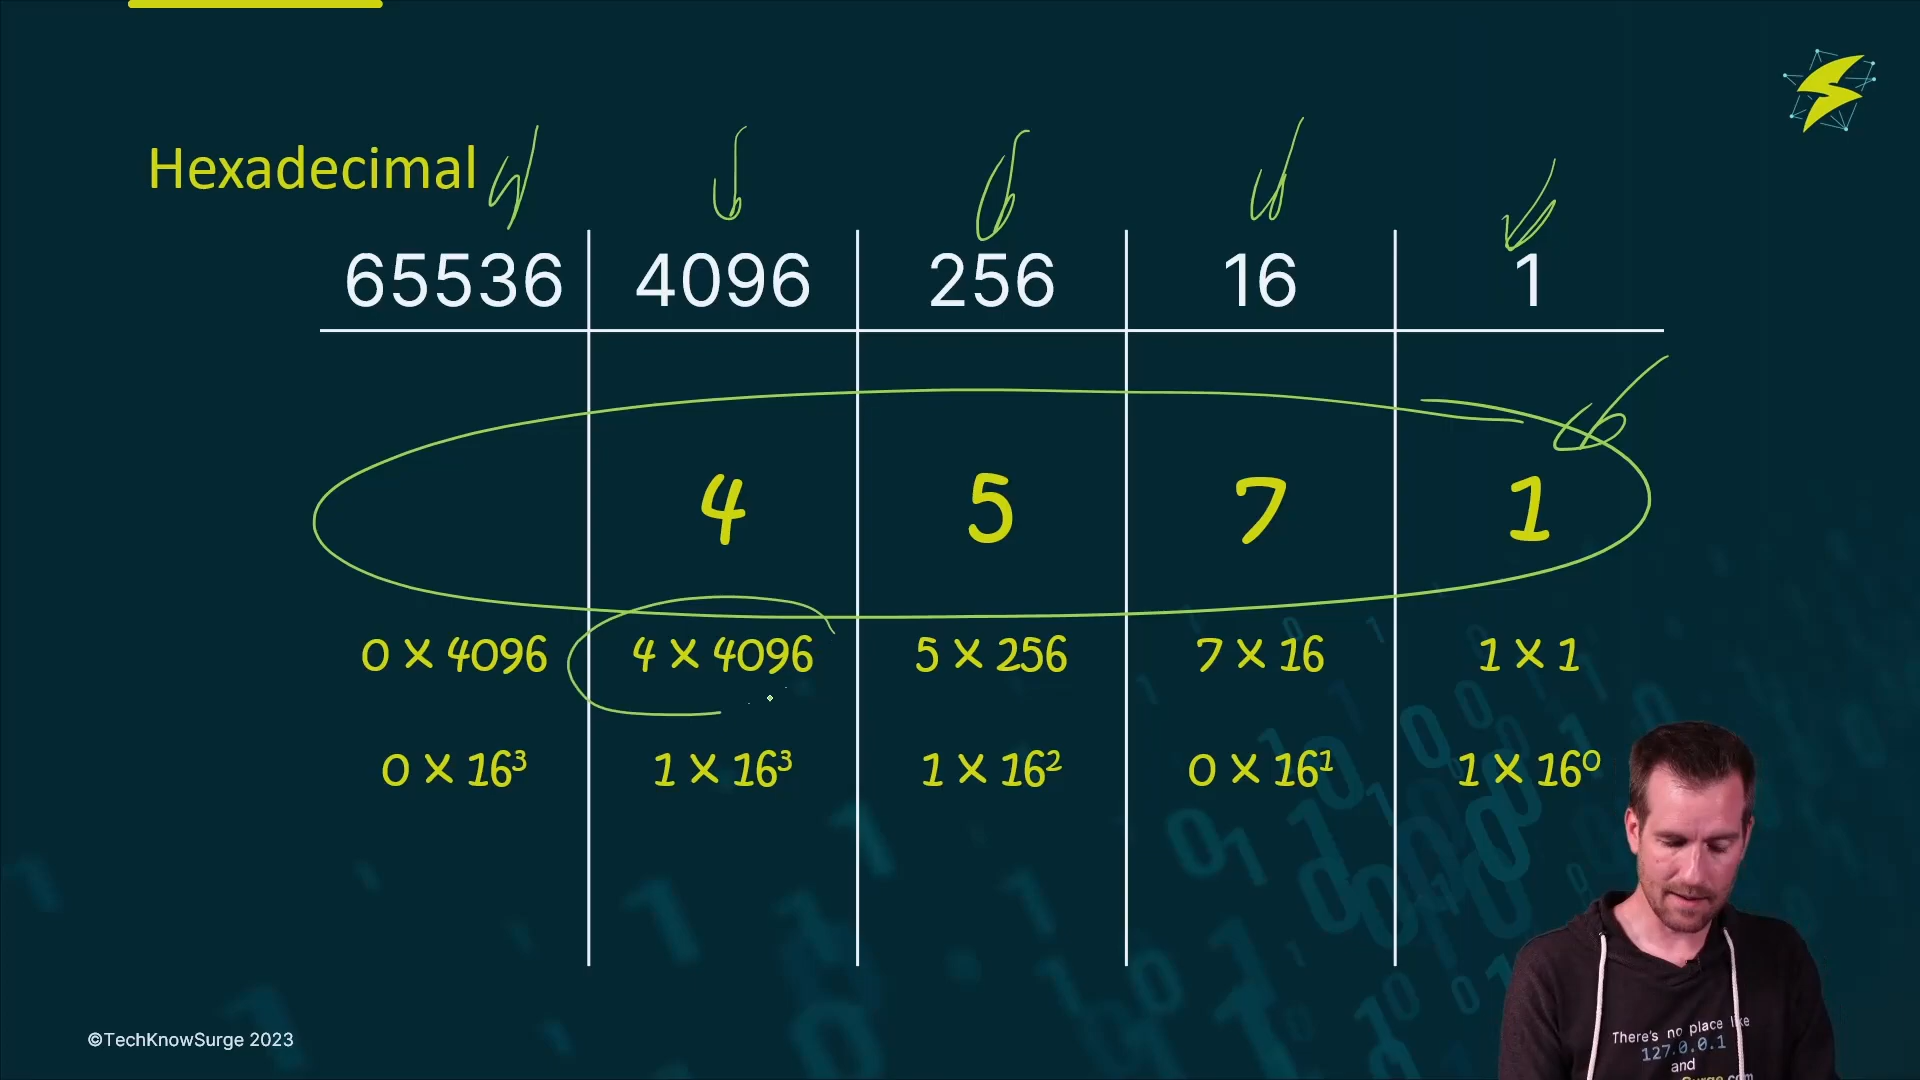 Hexadecimal
65536 4096 256 16 1
4 5 7 1
0 X 4096 4 X 4096 5 X 256 7 X 16 1 X 1
0 X 16³ 1 X 16³ 1 X 16² 0 X 16¹ 1 X 16⁰
©TechKnowSurge 2023
There's no place like
127.0.0.1
and
Surge.com